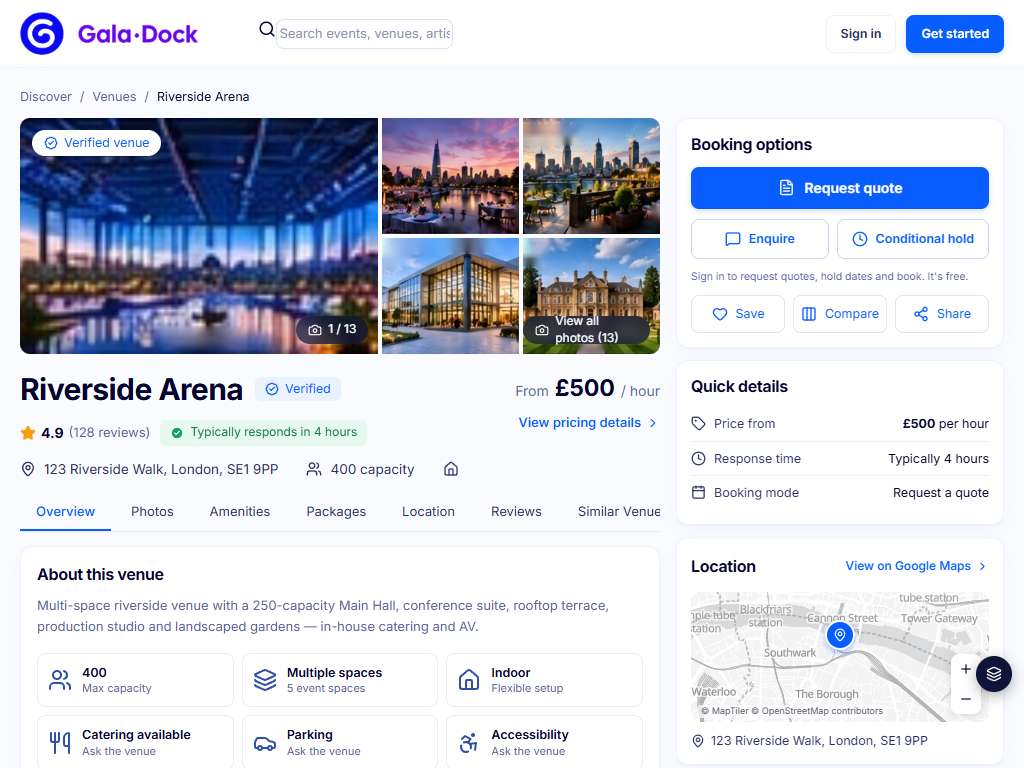 Gala·Dock
Search events, venues, artis
Sign in
Get started
Discover / Venues / Riverside Arena
Verified venue
1 / 13
View all
photos (13)
Riverside Arena
Verified
From £500 / hour
4.9 (128 reviews)
Typically responds in 4 hours
View pricing details
123 Riverside Walk, London, SE1 9PP
400 capacity
Overview
Photos
Amenities
Packages
Location
Reviews
Similar Venue
About this venue
Multi-space riverside venue with a 250-capacity Main Hall, conference suite, rooftop terrace,
production studio and landscaped gardens — in-house catering and AV.
400
Max capacity
Multiple spaces
5 event spaces
Indoor
Flexible setup
Catering available
Ask the venue
Parking
Ask the venue
Accessibility
Ask the venue
Booking options
Request quote
Enquire
Conditional hold
Sign in to request quotes, hold dates and book. It's free.
Save
Compare
Share
Quick details
Price from
£500 per hour
Response time
Typically 4 hours
Booking mode
Request a quote
Location
View on Google Maps
tube station
Blackfriars
station
ple tube
station
Cannon Street
Tower Gateway
Southwark
Waterloo
The Borough
+
−
© MapTiler © OpenStreetMap contributors
123 Riverside Walk, London, SE1 9PP